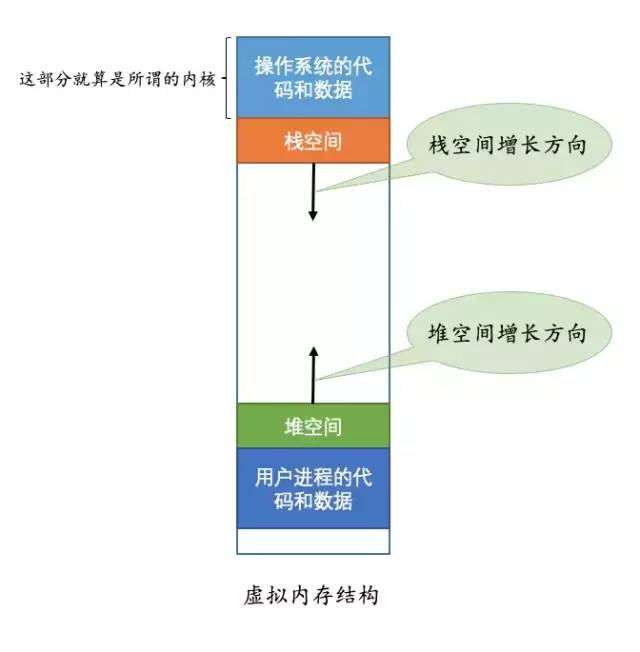 操作系统的代
码和数据
这部分就算是所谓的内核
栈空间
栈空间增长方向
堆空间增长方向
堆空间
用户进程的代
码和数据
虚拟内存结构